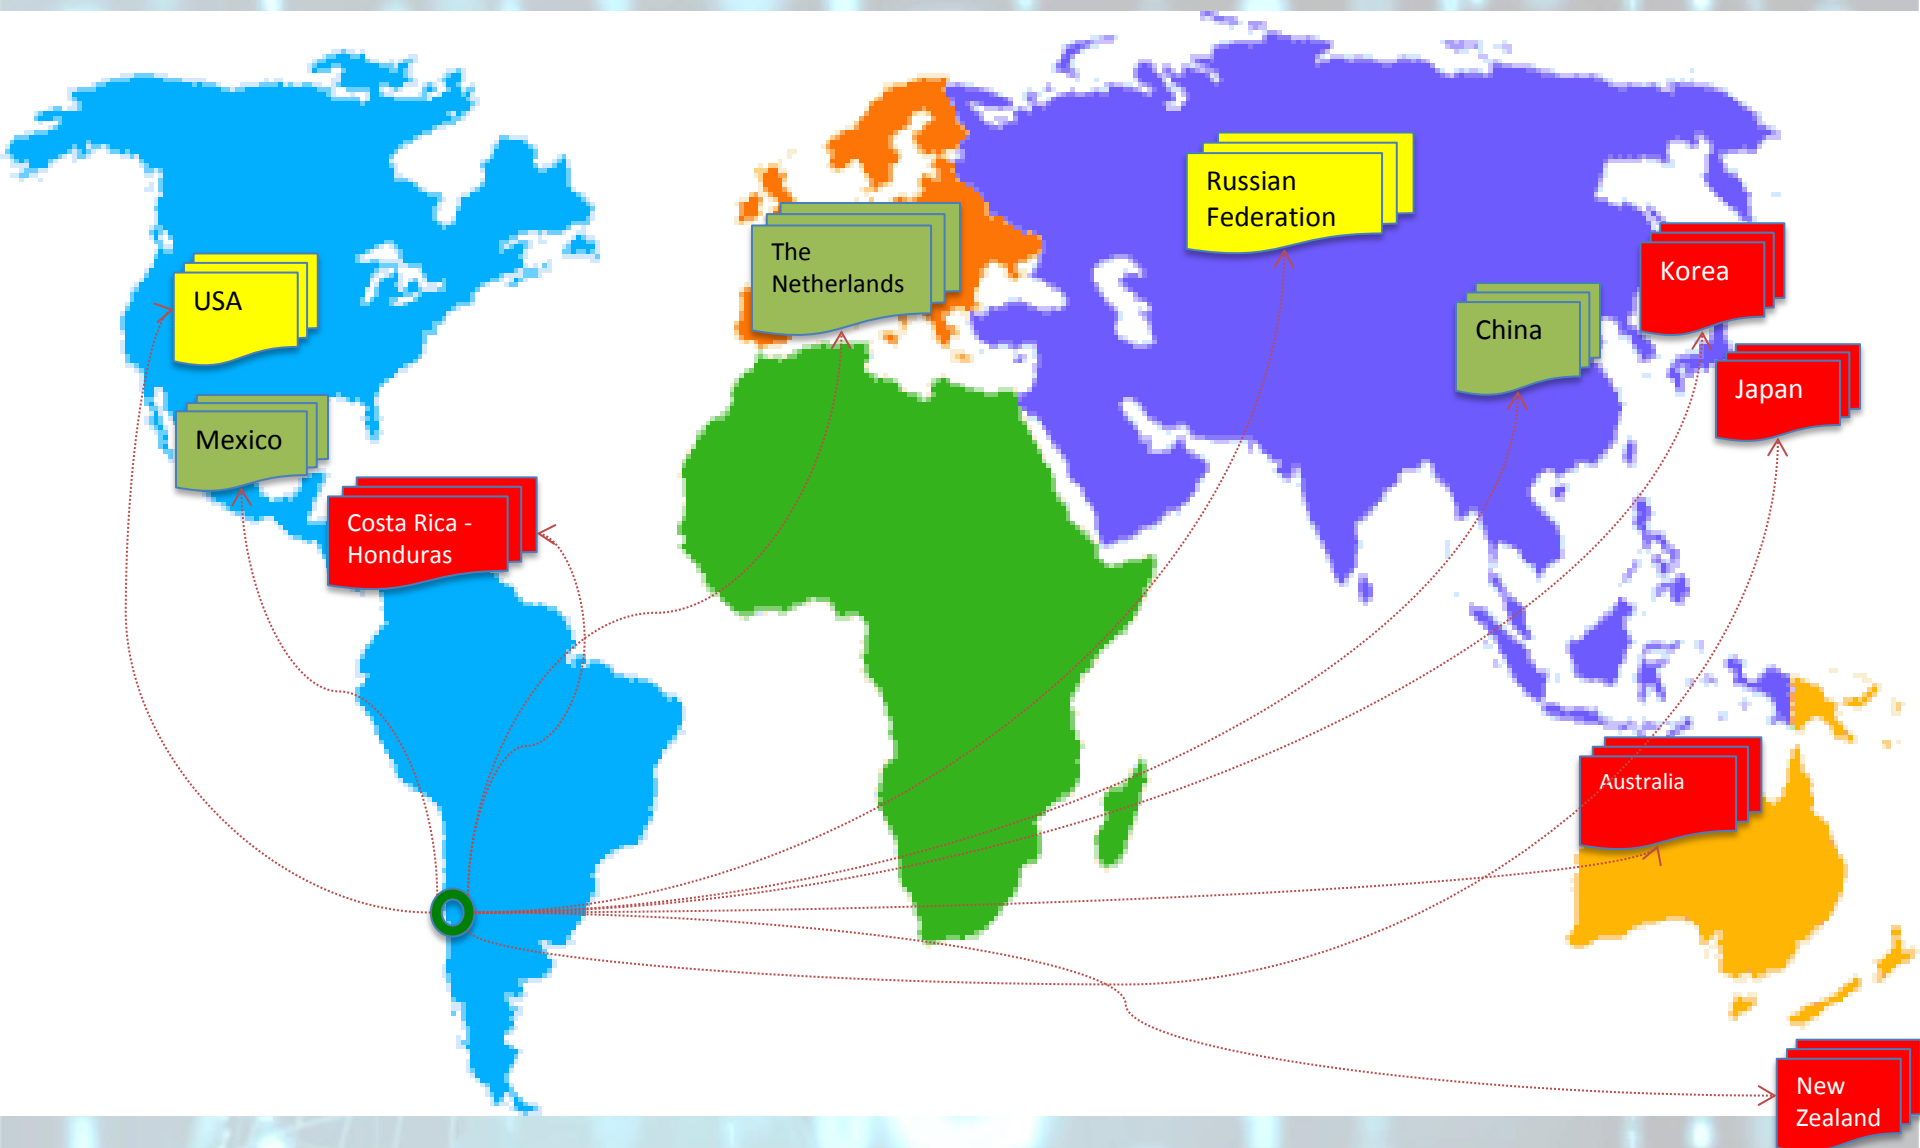 Russian
Federation
The
Netherlands
Korea
USA
China
Japan
Mexico
Costa Rica -
Honduras
Australia
New
Zealand